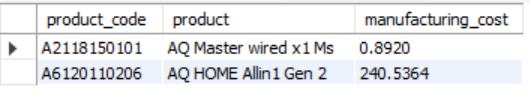 product_code product manufacturing_cost
A2118150101 AQ Master wired x1 Ms 0.8920
A6120110206 AQ HOME Allin1 Gen 2 240.5364